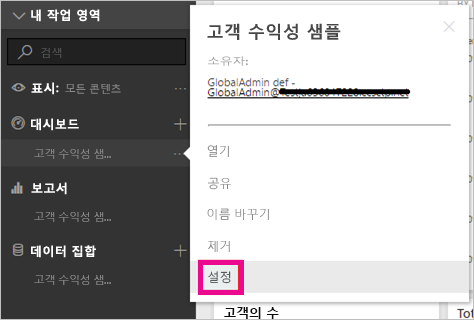 내 작업 영역
검색
표시: 모든 콘텐츠 ...
대시보드
고객 수익성 샘... ...
보고서
고객 수익성 샘...
데이터 집합
고객 수익성 샘...
고객 수익성 샘플
소유자:
GlobalAdmin def -
GlobalAdmin@
열기
공유
이름 바꾸기
제거
설정
고객의 수
Tot